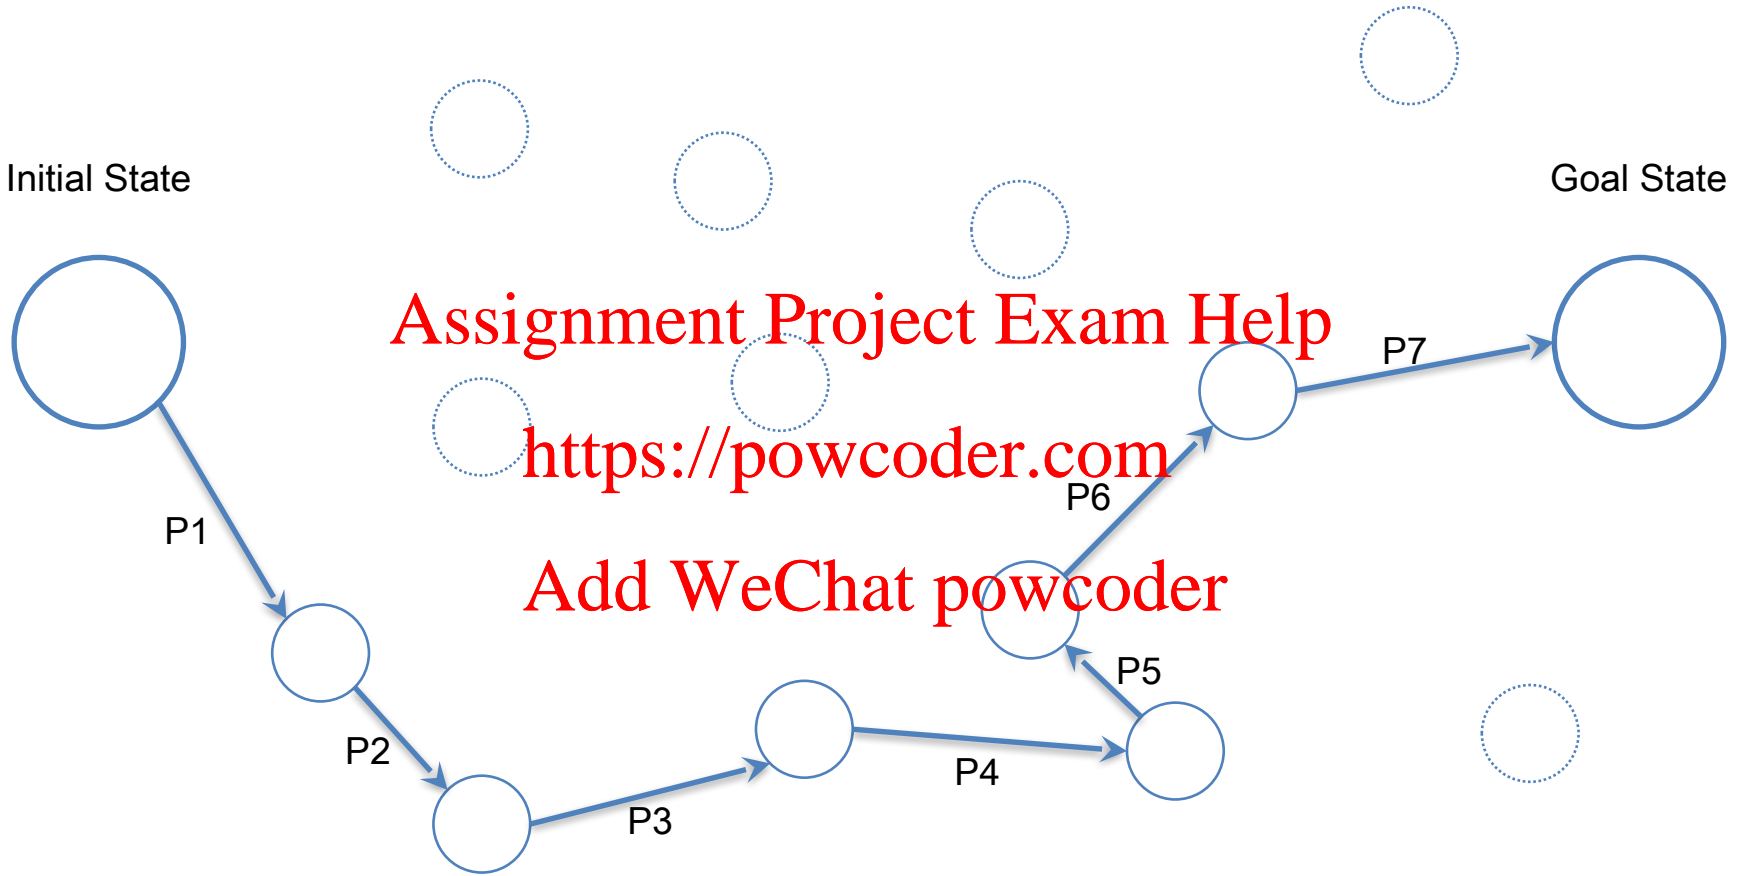 Initial State
Goal State
Assignment Project Exam Help
P7
https://powcoder.com
P6
P1
Add WeChat powcoder
P5
P2
P4
P3